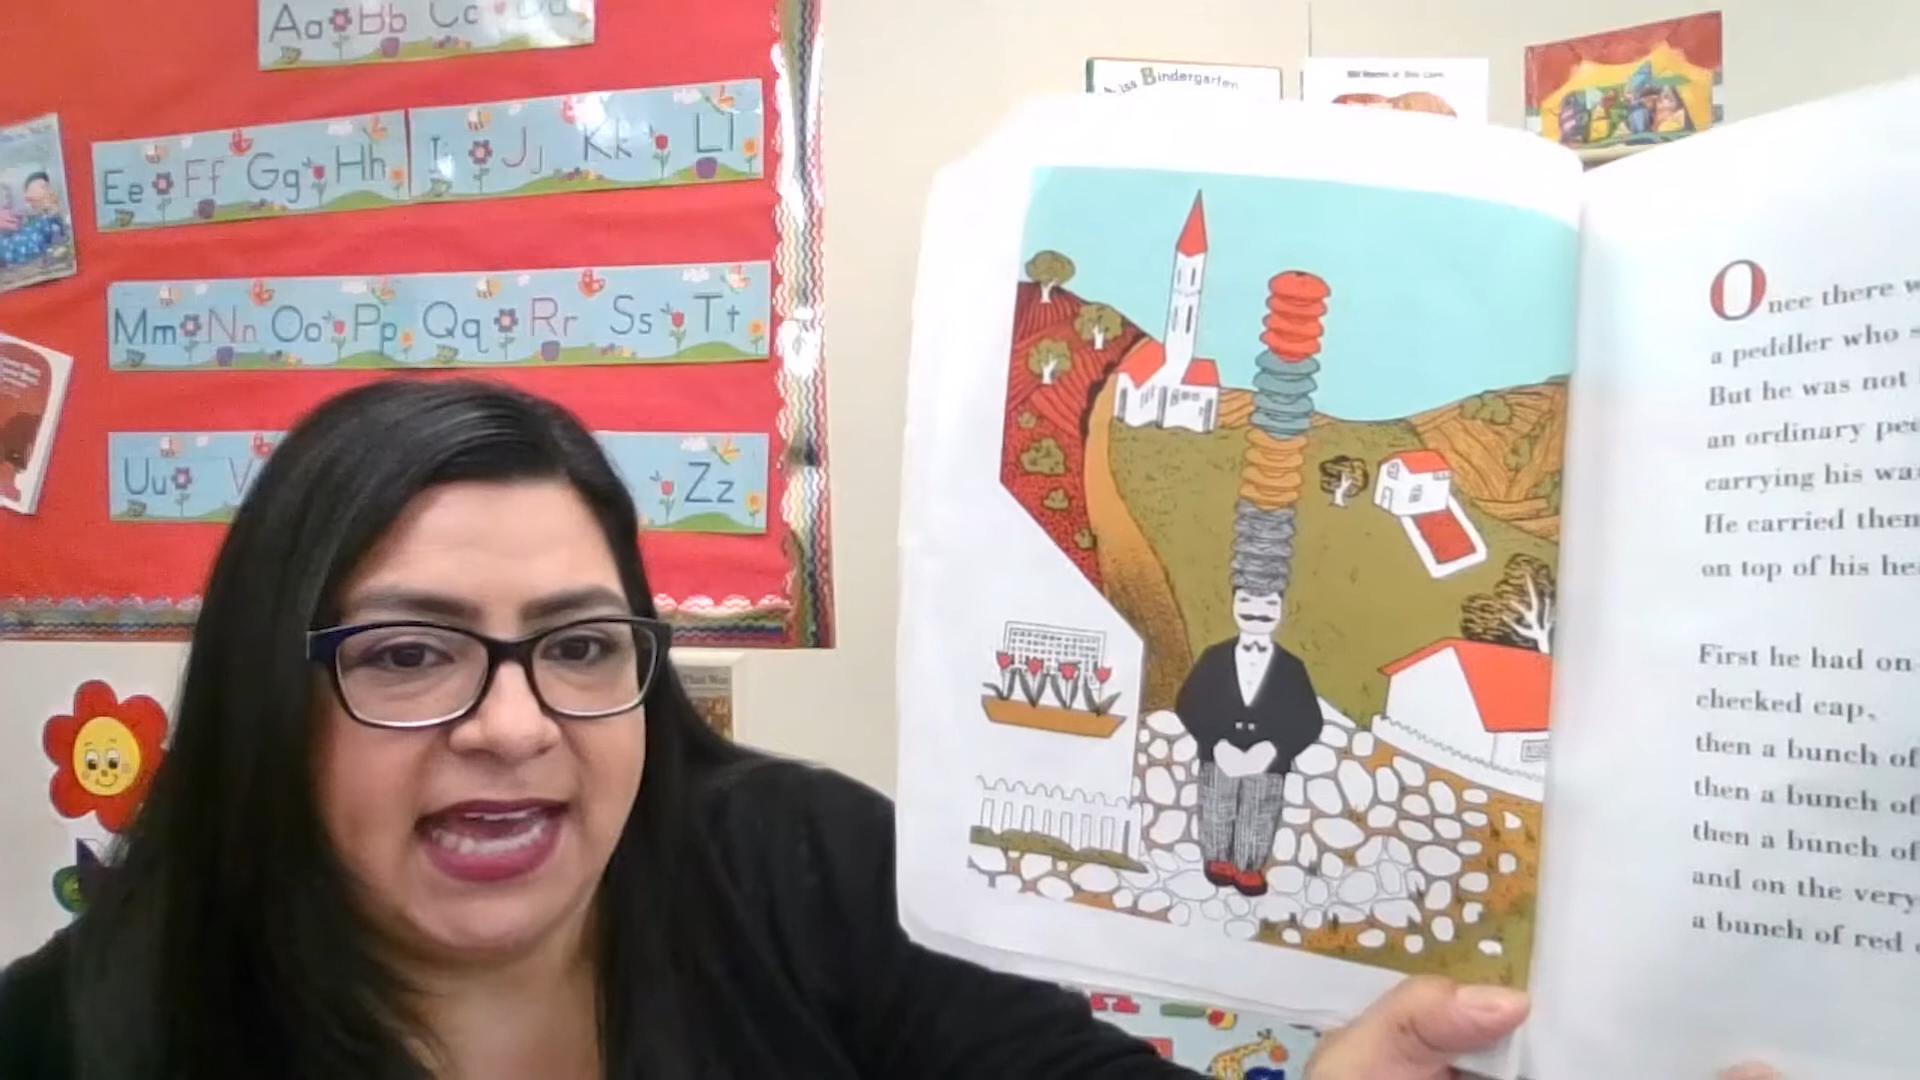 Aa Bb Cc
Ee Ff Gg Hh Ii Jj Kk Ll
Mm Nn Oo Pp Qq Rr Ss Tt
Uu V Zz
Miss Bindergarten
Once there
a peddler who
But he was not
an ordinary
carrying his
He carried them
on top of his
First he had on
checked cap,
then a bunch of
then a bunch of
then a bunch of
and on the very
a bunch of red